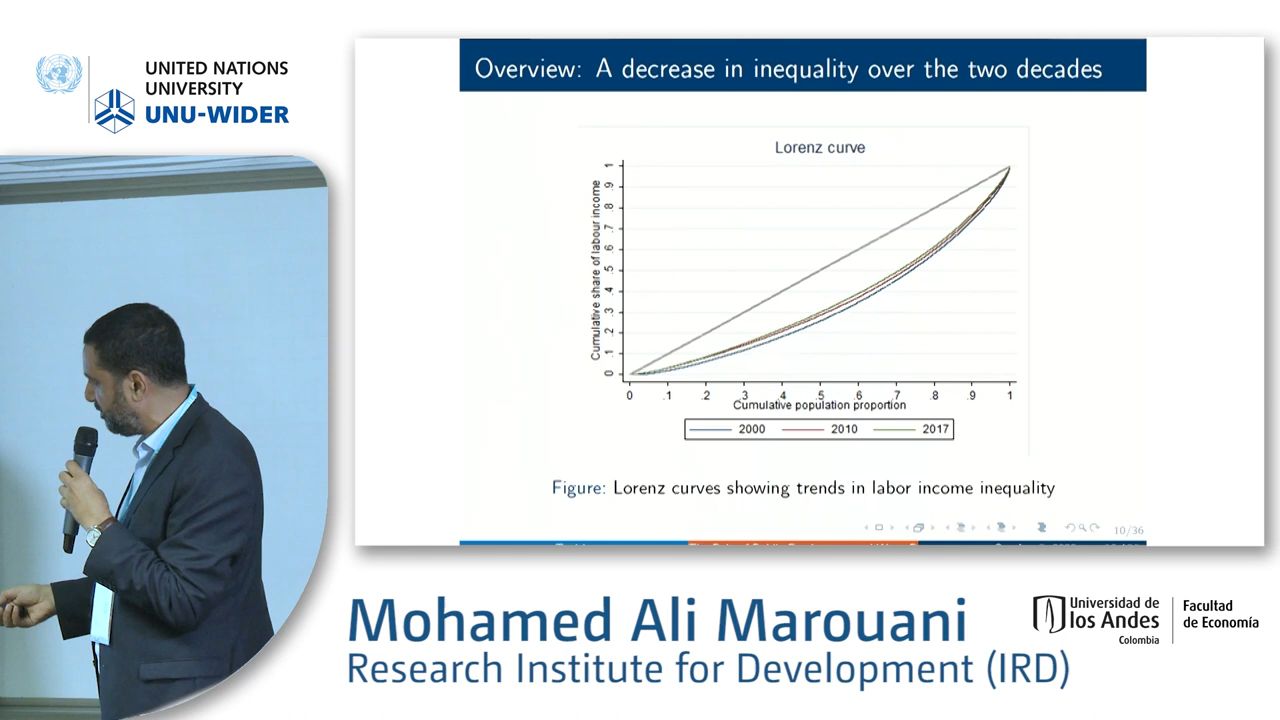 UNITED NATIONS
UNIVERSITY
UNU-WIDER
Overview: A decrease in inequality over the two decades
Lorenz curve
Cumulative share of labour income
1
.9
.8
.7
.6
.5
.4
.3
.2
.1
0
0 .1 .2 .3 .4 .5 .6 .7 .8 .9 1
Cumulative population proportion
2000 2010 2017
Figure: Lorenz curves showing trends in labor income inequality
10/36
Mohamed Ali Marouani
Research Institute for Development (IRD)
Universidad de
los Andes
Colombia
Facultad
de Economía